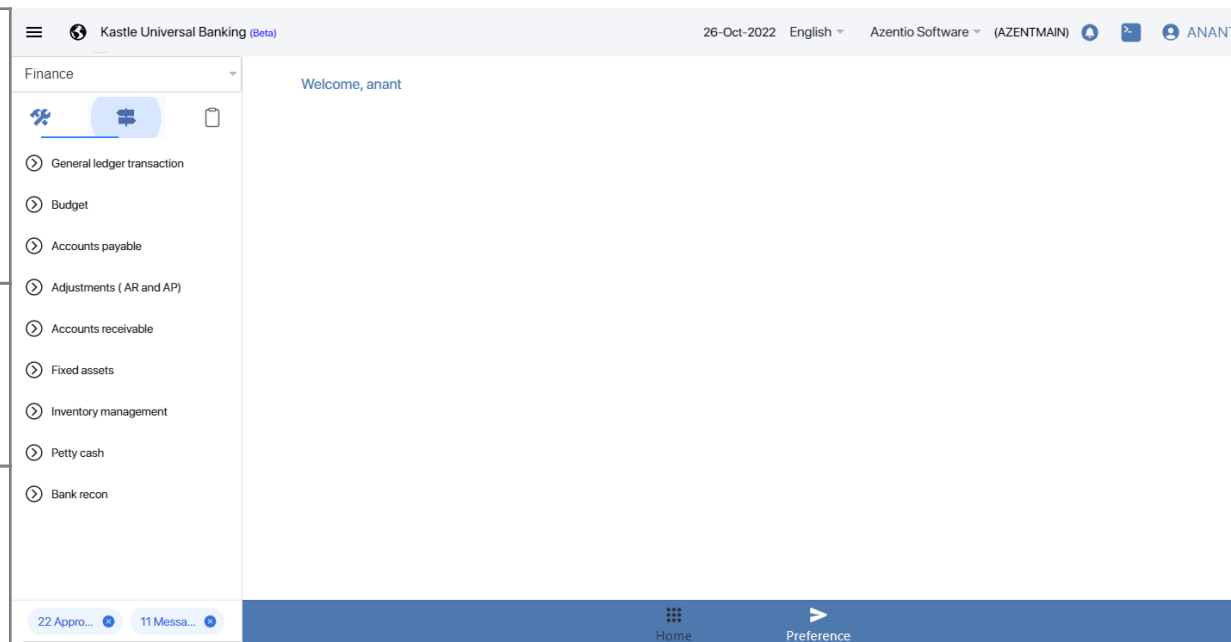 Kastle Universal Banking (Beta)
26-Oct-2022 English Azentio Software (AZENTMAIN) ANANT
Finance
Welcome, anant
General ledger transaction
Budget
Accounts payable
Adjustments ( AR and AP)
Accounts receivable
Fixed assets
Inventory management
Petty cash
Bank recon
22 Appro... 11 Messa...
Home
Preference